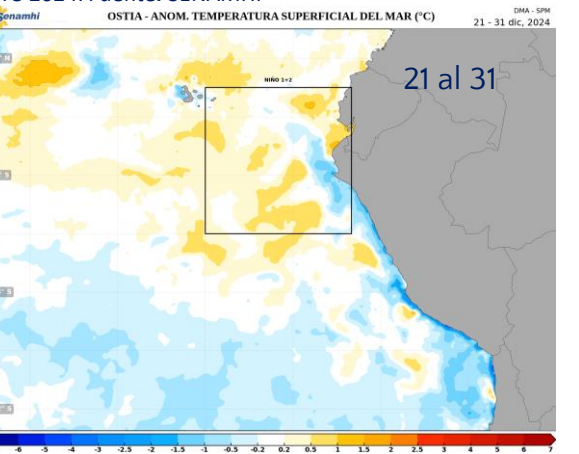 Senamhi
OSTIA - ANOM. TEMPERATURA SUPERFICIAL DEL MAR (°C)
DMA - SPM
21 - 31 dic, 2024
21 al 31
NIÑO 1+2
N
S
S
S
-6 -5 -4 -3 -2.5 -2 -1.5 -1 -0.5 -0.2 0.2 0.5 1 1.5 2 2.5 3 4 5 6 7